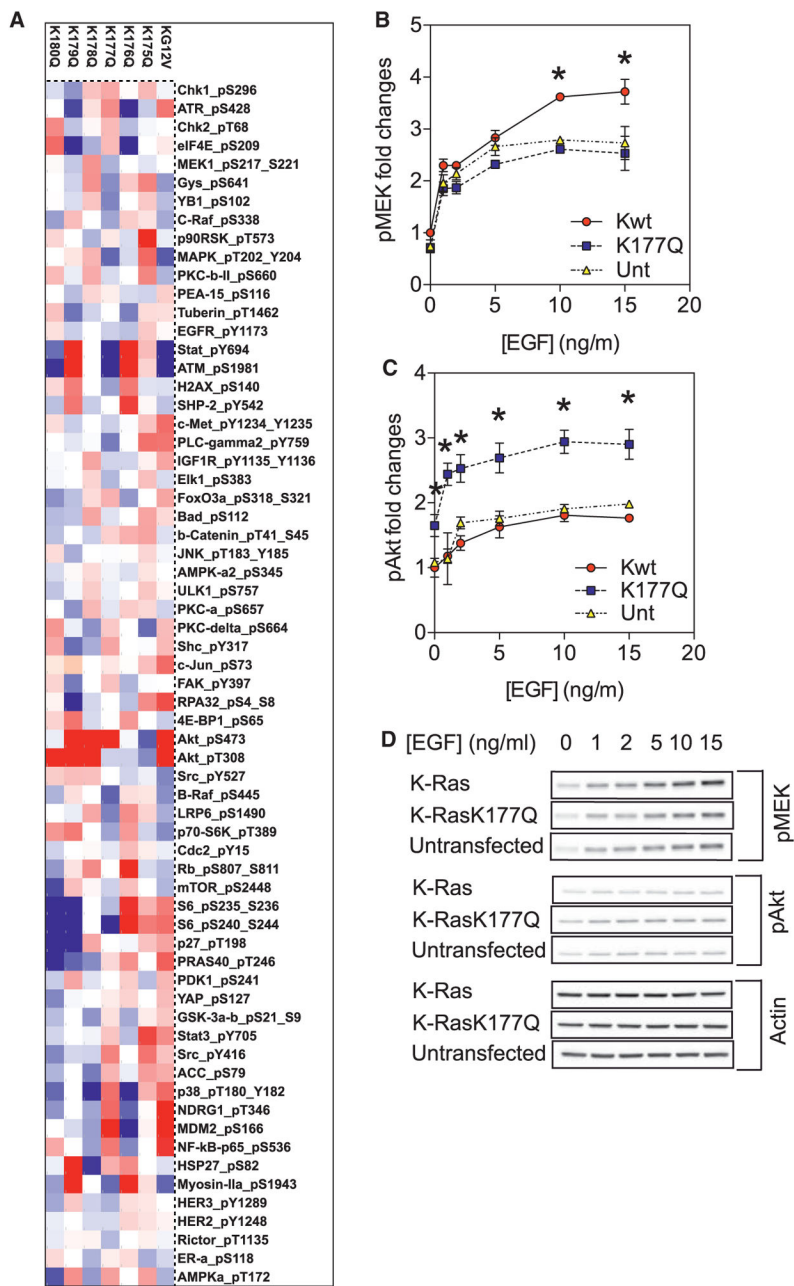 A
K180Q
K179Q
K178Q
K177Q
K176Q
K175Q
KG12V
Chk1_pS296
ATR_pS428
Chk2_pT68
eIF4E_pS209
MEK1_pS217_S221
Gys_pS641
YB1_pS102
C-Raf_pS338
p90RSK_pT573
MAPK_pT202_Y204
PKC-b-II_pS660
PEA-15_pS116
Tuberin_pT1462
EGFR_pY1173
Stat_pY694
ATM_pS1981
H2AX_pS140
SHP-2_pY542
c-Met_pY1234_Y1235
PLC-gamma2_pY759
IGF1R_pY1135_Y1136
Elk1_pS383
FoxO3a_pS318_S321
Bad_pS112
b-Catenin_pT41_S45
JNK_pT183_Y185
AMPK-a2_pS345
ULK1_pS757
PKC-a_pS657
PKC-delta_pS664
Shc_pY317
c-Jun_pS73
FAK_pY397
RPA32_pS4_S8
4E-BP1_pS65
Akt_pS473
Akt_pT308
Src_pY527
B-Raf_pS445
LRP6_pS1490
p70-S6K_pT389
Cdc2_pY15
Rb_pS807_S811
mTOR_pS2448
S6_pS235_S236
S6_pS240_S244
p27_pT198
PRAS40_pT246
PDK1_pS241
YAP_pS127
GSK-3a-b_pS21_S9
Stat3_pY705
Src_pY416
ACC_pS79
p38_pT180_Y182
NDRG1_pT346
MDM2_pS166
NF-kB-p65_pS536
HSP27_pS82
Myosin-IIa_pS1943
HER3_pY1289
HER2_pY1248
Rictor_pT1135
ER-a_pS118
AMPKa_pT172
B
pMEK fold changes
5
4
3
2
1
0
* *
Kwt
K177Q
Unt
0 5 10 15 20
[EGF] (ng/m)
C
pAkt fold changes
4
3
2
1
0
* * * * * *
Kwt
K177Q
Unt
0 5 10 15 20
[EGF] (ng/m)
D [EGF] (ng/ml) 0 1 2 5 10 15
K-Ras
K-RasK177Q
Untransfected
pMEK
K-Ras
K-RasK177Q
Untransfected
pAkt
K-Ras
K-RasK177Q
Untransfected
Actin